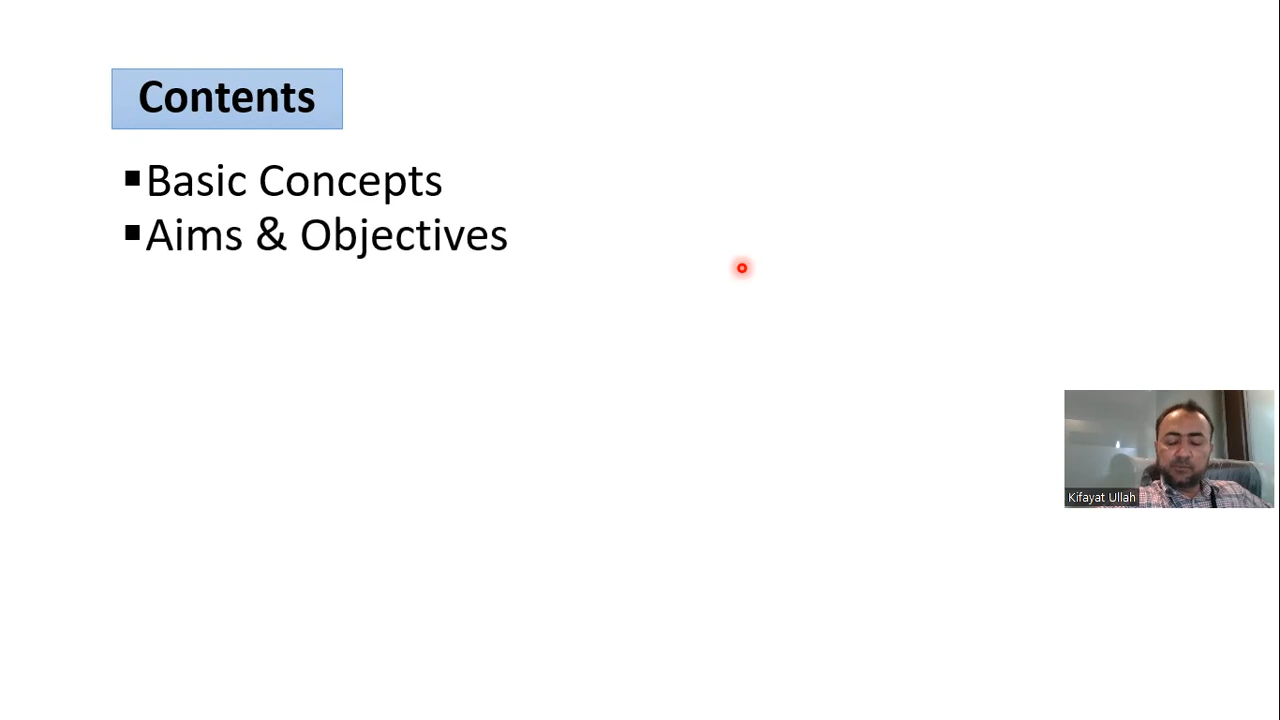 Contents
▪Basic Concepts
▪Aims & Objectives
Kifayat Ullah